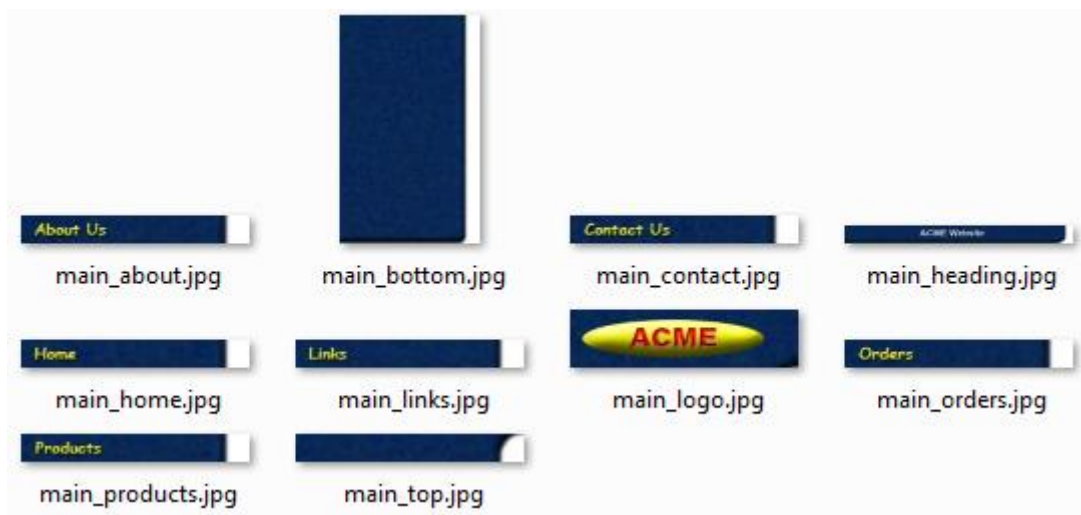 About Us
main_about.jpg
main_bottom.jpg
Contact Us
main_contact.jpg
ACME Website
main_heading.jpg
Home
main_home.jpg
Links
main_links.jpg
ACME
main_logo.jpg
Orders
main_orders.jpg
Products
main_products.jpg
main_top.jpg